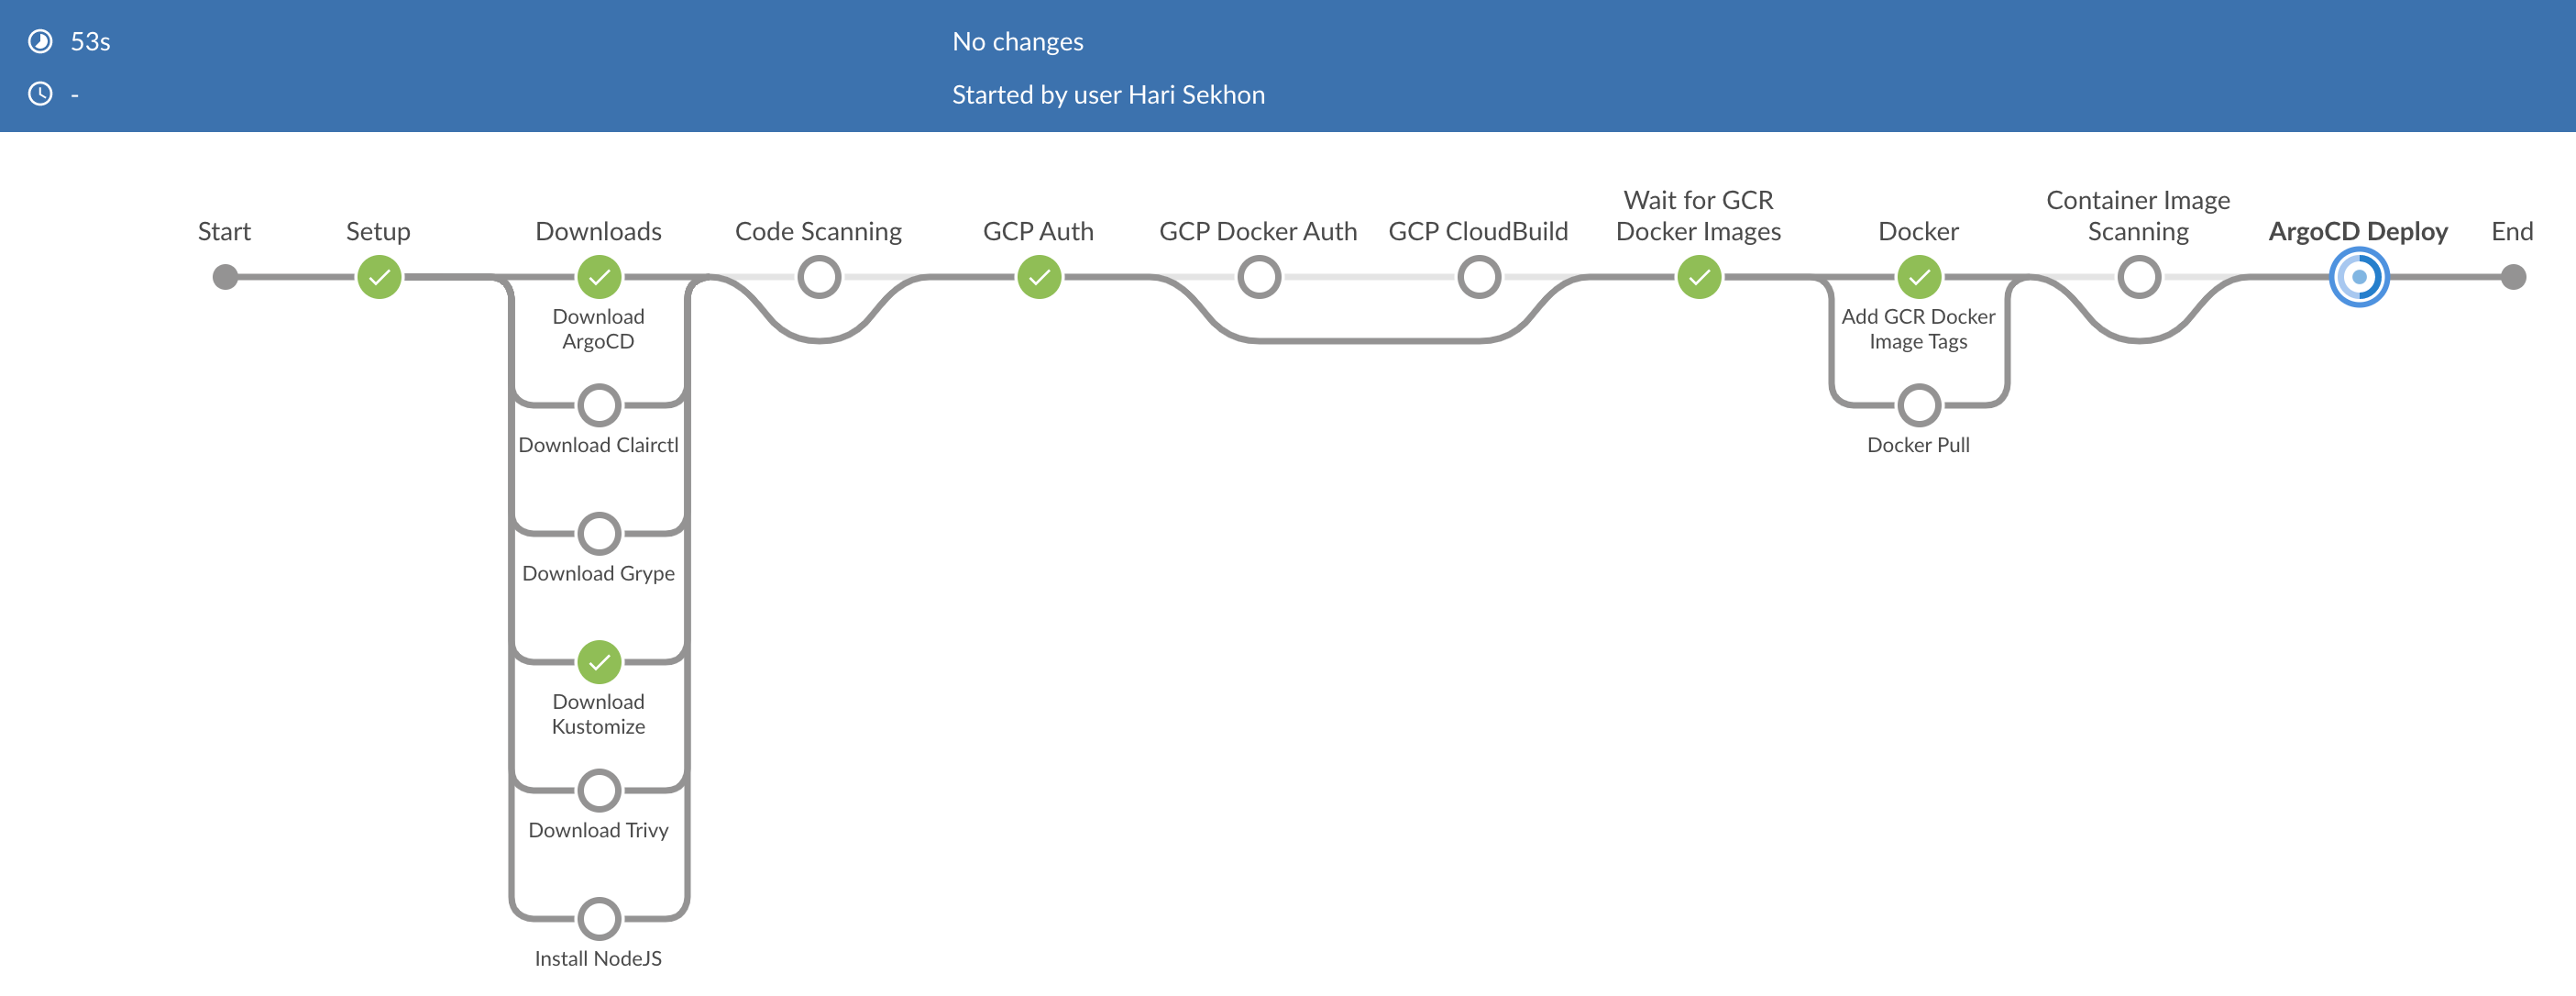 53s
No changes
-
Started by user Hari Sekhon
Start
Setup
Downloads
Code Scanning
GCP Auth
GCP Docker Auth
GCP CloudBuild
Wait for GCR
Docker Images
Docker
Container Image
Scanning
ArgoCD Deploy
End
Download
ArgoCD
Download Clairctl
Download Grype
Download
Kustomize
Download Trivy
Install NodeJS
Add GCR Docker
Image Tags
Docker Pull